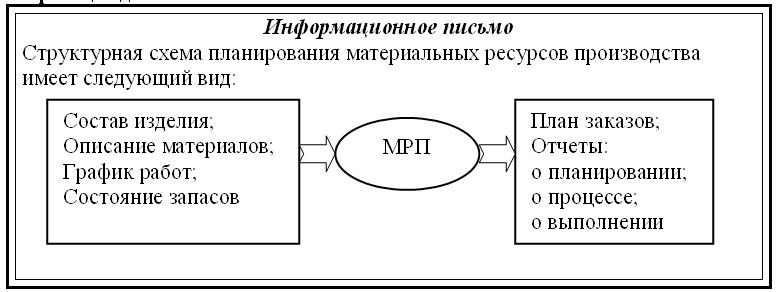 Информационное письмо
Структурная схема планирования материальных ресурсов производства
имеет следующий вид:
Состав изделия;
Описание материалов;
График работ;
Состояние запасов
МРП
План заказов;
Отчеты:
о планировании;
о процессе;
о выполнении